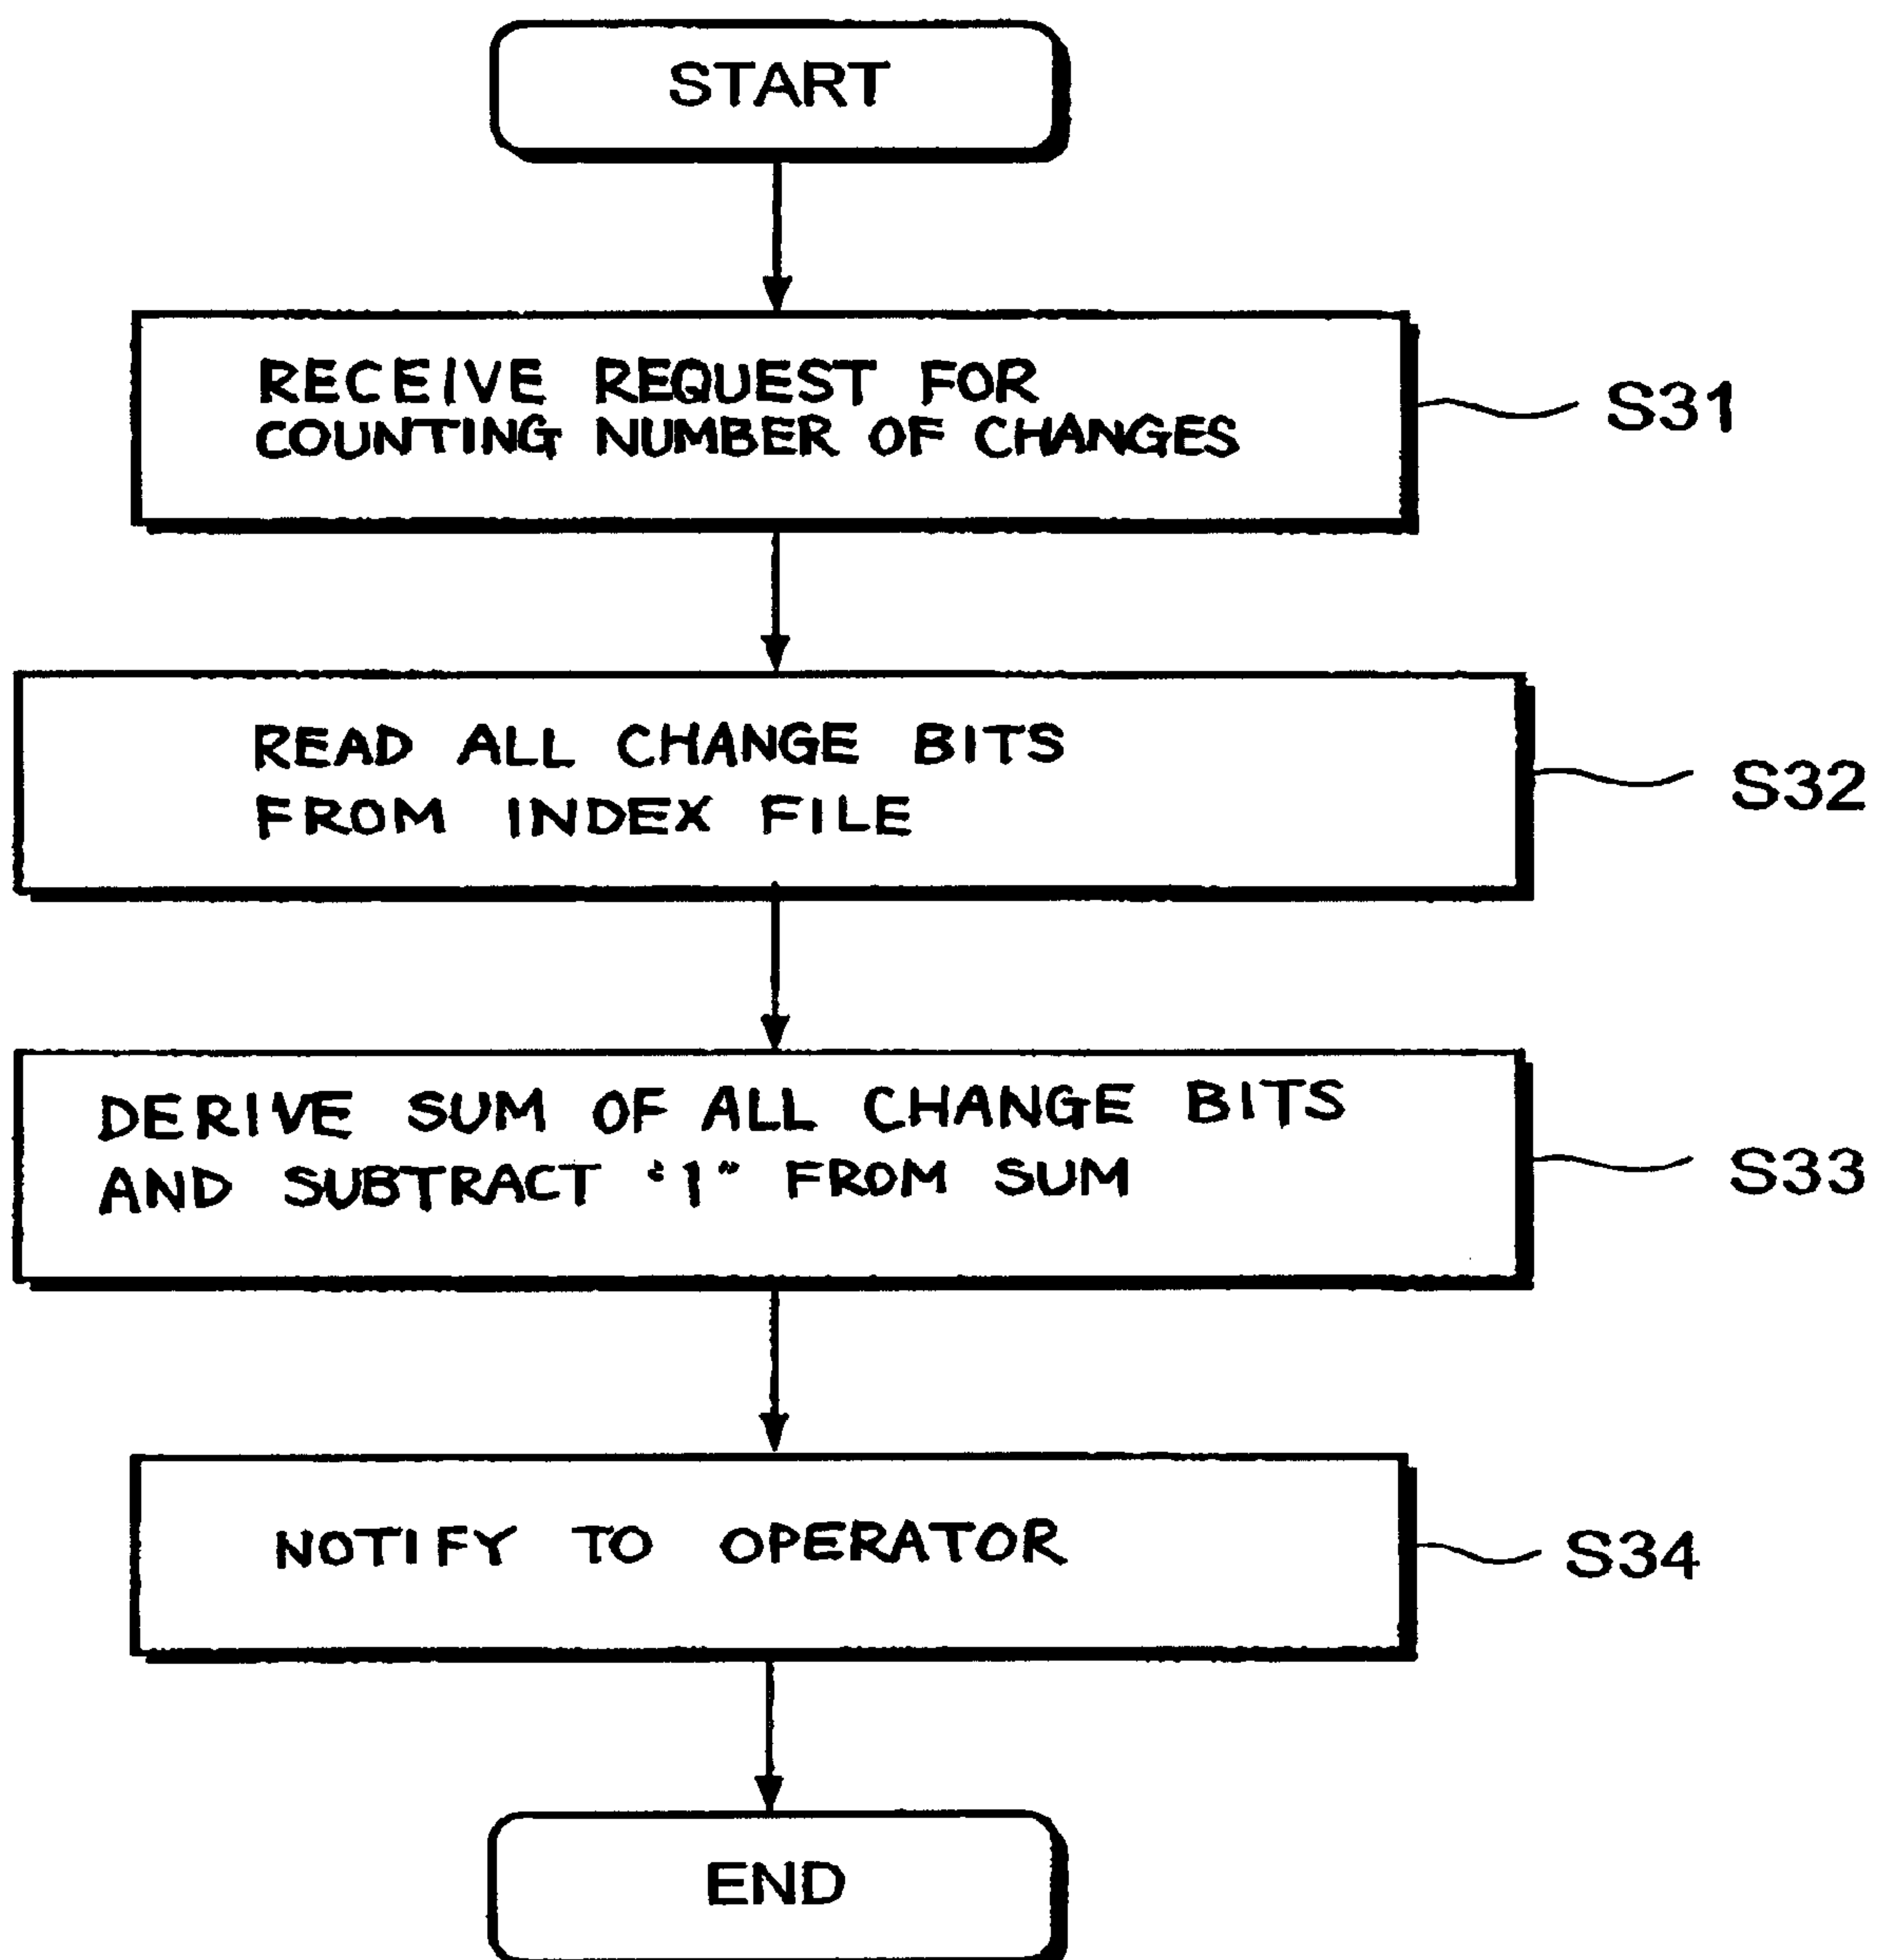 START
RECEIVE REQUEST FOR
COUNTING NUMBER OF CHANGES
S31
READ ALL CHANGE BITS
FROM INDEX FILE
S32
DERIVE SUM OF ALL CHANGE BITS
AND SUBTRACT "1" FROM SUM
S33
NOTIFY TO OPERATOR
S34
END